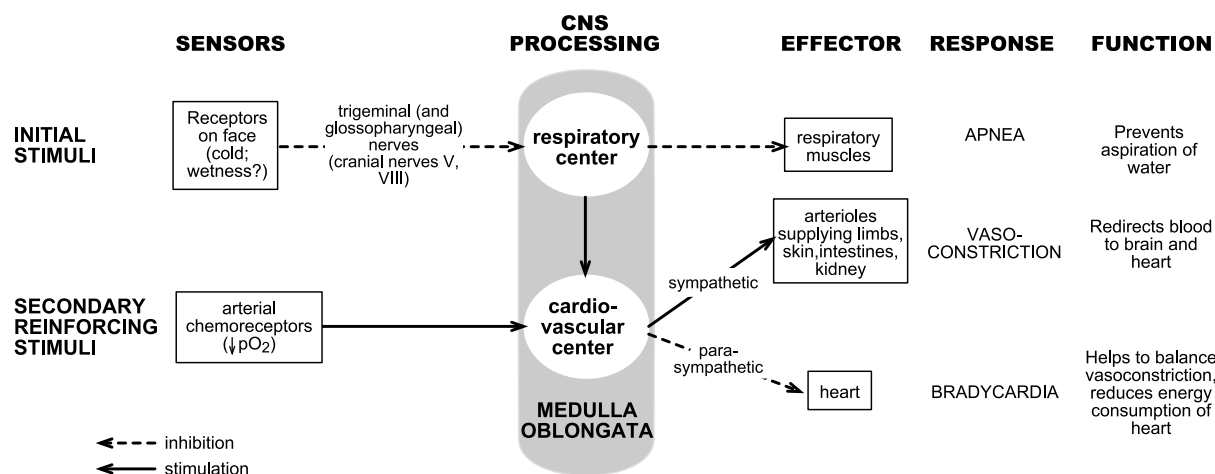 SENSORS
CNS
PROCESSING
EFFECTOR
RESPONSE
FUNCTION
INITIAL
STIMULI
Receptors
on face
(cold;
wetness?)
trigeminal (and
glossopharyngeal)
nerves
(cranial nerves V,
VIII)
respiratory
center
respiratory
muscles
APNEA
Prevents
aspiration of
water
arterioles
supplying limbs,
skin,intestines,
kidney
VASO-
CONSTRICTION
Redirects blood
to brain and
heart
sympathetic
SECONDARY
REINFORCING
STIMULI
arterial
chemoreceptors
(↓pO₂)
cardio-
vascular
center
para-
sympathetic
heart
BRADYCARDIA
Helps to balance
vasoconstriction,
reduces energy
consumption of
heart
MEDULLA
OBLONGATA
inhibition
stimulation